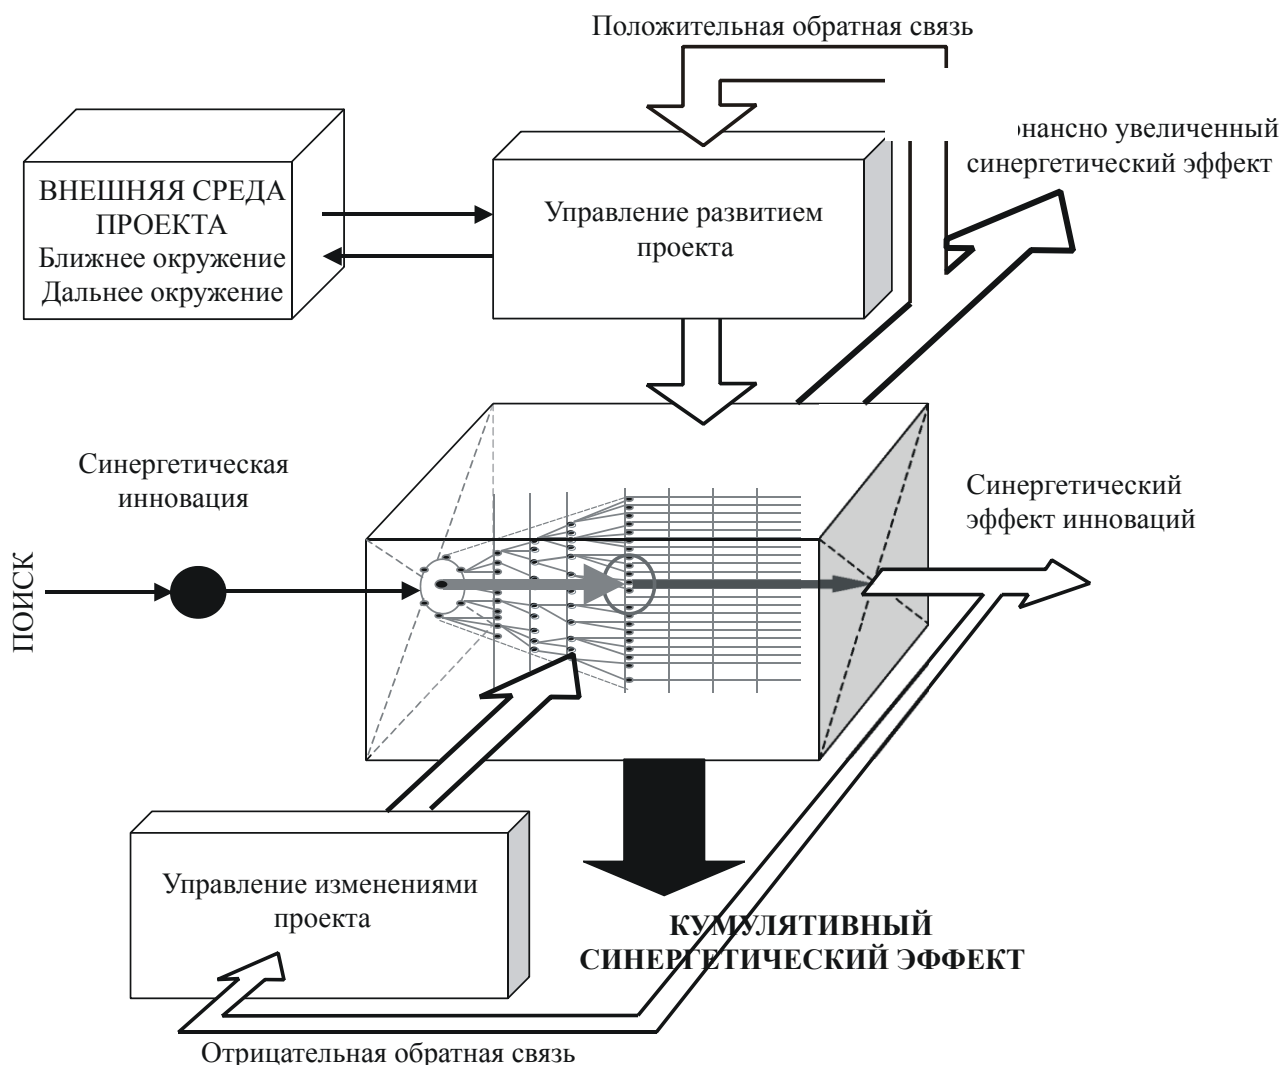 Положительная обратная связь
увеличенный
синергетический эффект
ВНЕШНЯЯ СРЕДА
ПРОЕКТА
Ближнее окружение
Дальнее окружение
Управление развитием
проекта
Синергетическая
инновация
Синергетический
эффект инноваций
ПОИСК
Управление изменениями
проекта
КУМУЛЯТИВНЫЙ
СИНЕРГЕТИЧЕСКИЙ ЭФФЕКТ
Отрицательная обратная связь